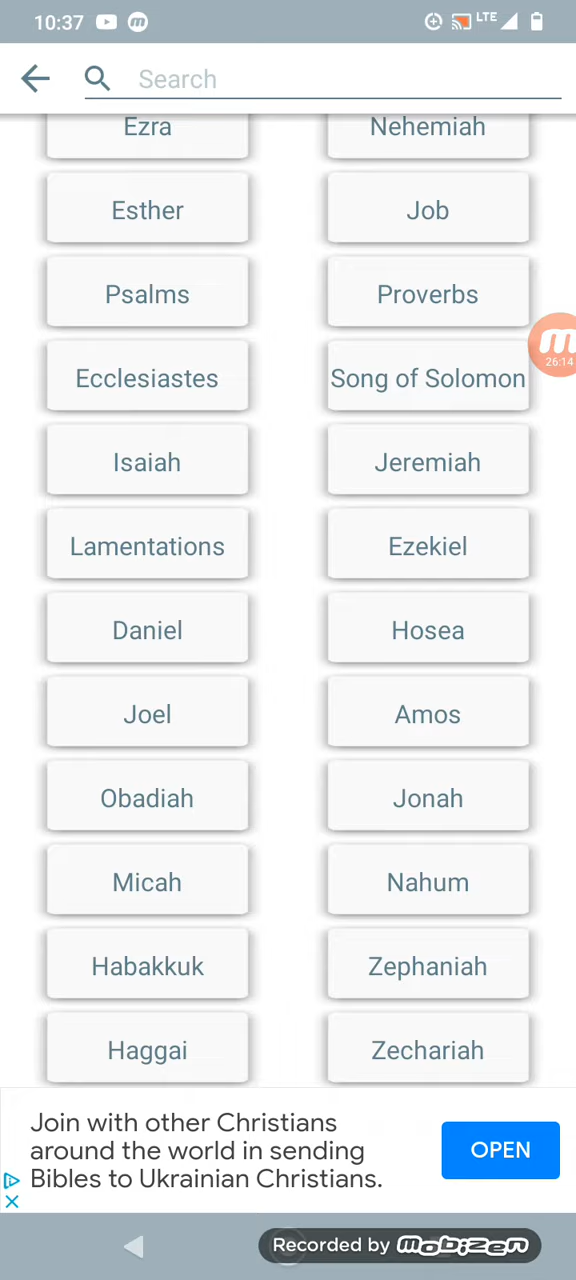 10:37
LTE
Search
Ezra
Nehemiah
Esther
Job
Psalms
Proverbs
26:14
Ecclesiastes
Song of Solomon
Isaiah
Jeremiah
Lamentations
Ezekiel
Daniel
Hosea
Joel
Amos
Obadiah
Jonah
Micah
Nahum
Habakkuk
Zephaniah
Haggai
Zechariah
Join with other Christians
around the world in sending
Bibles to Ukrainian Christians.
OPEN
Recorded by mobizen